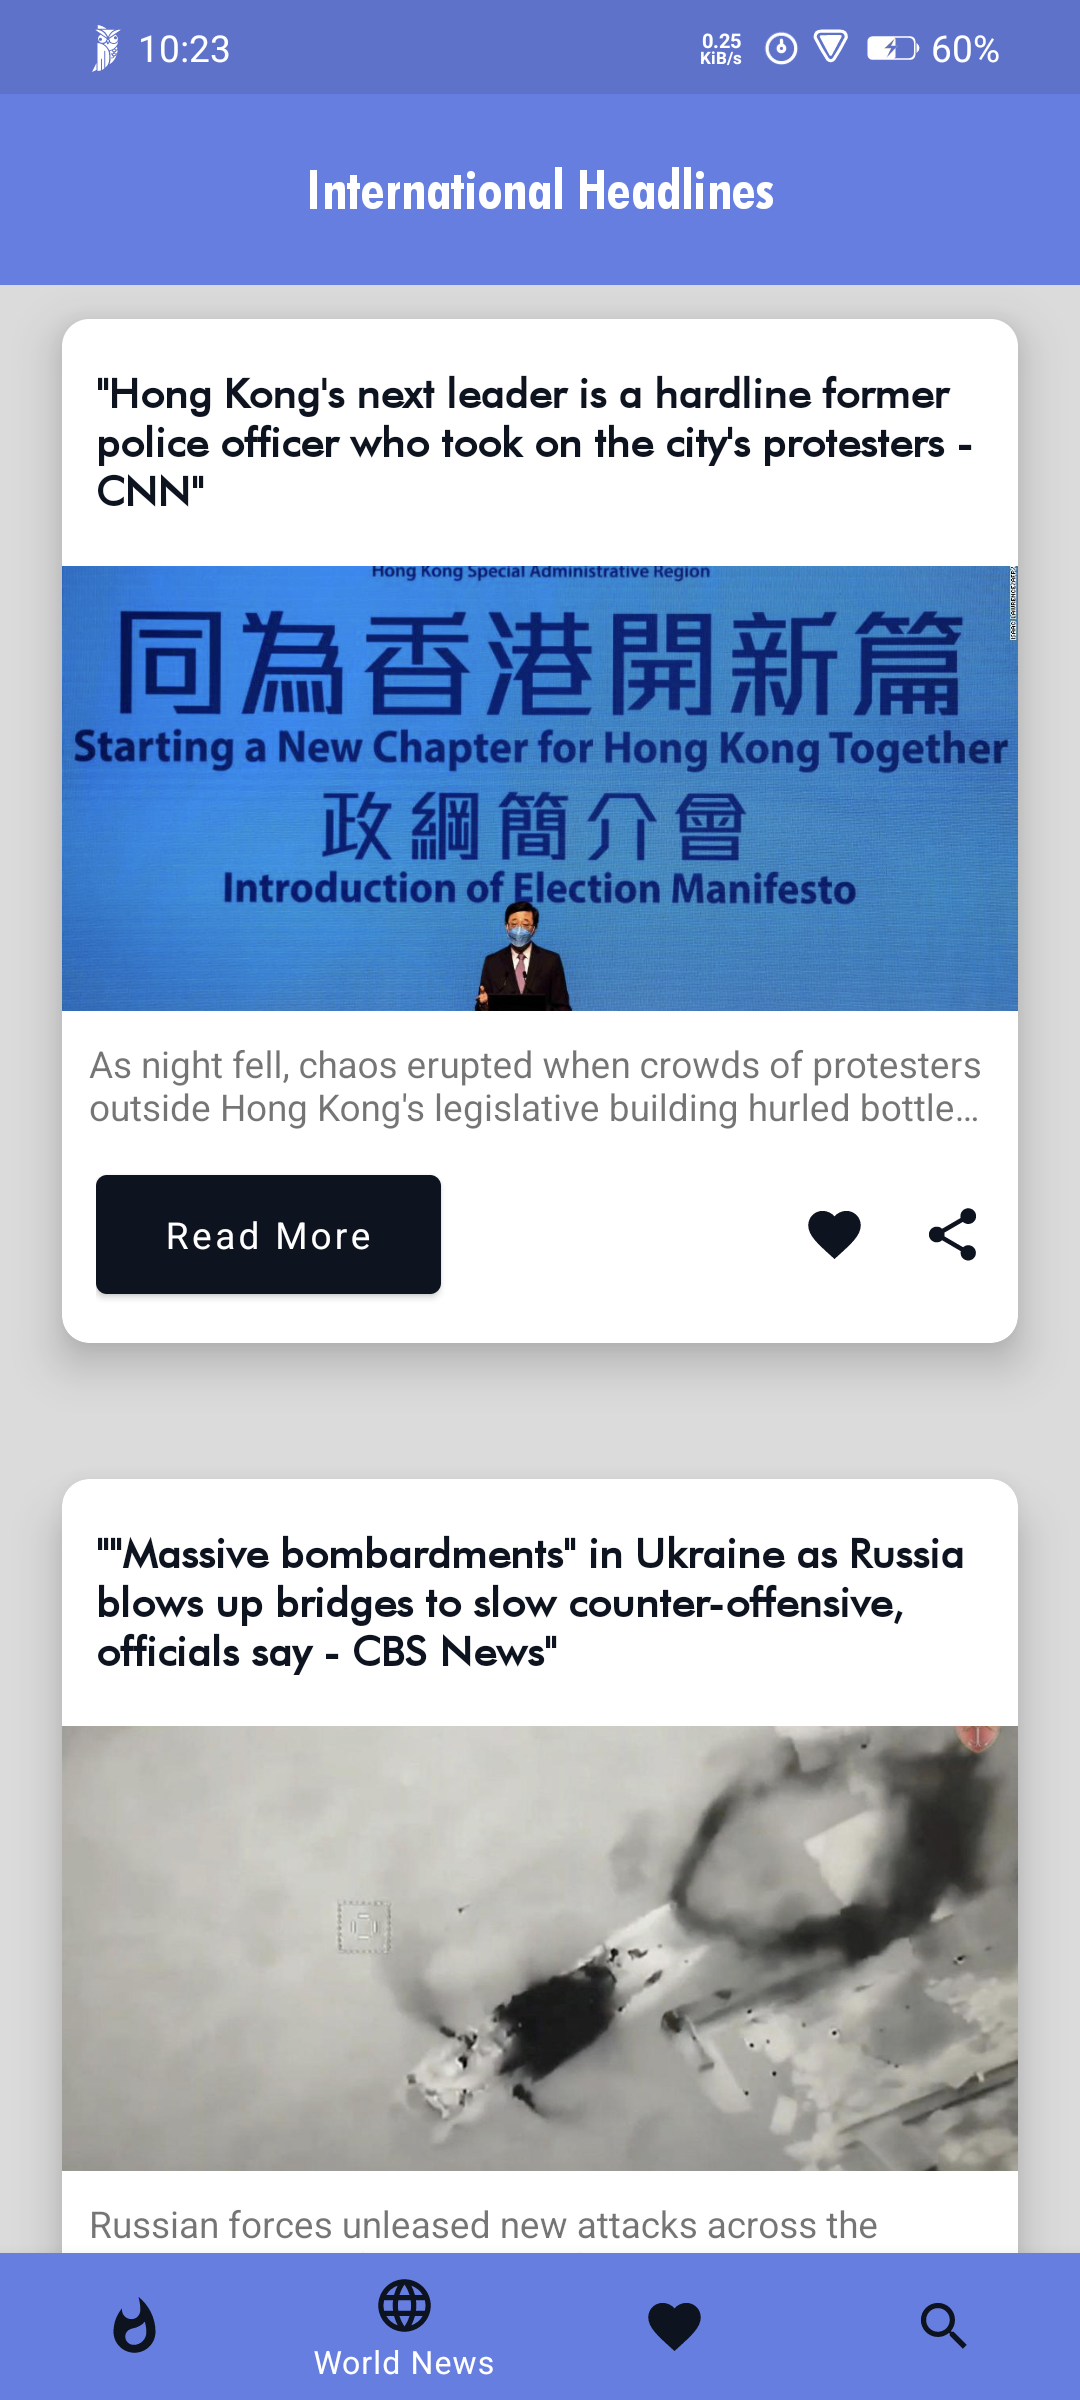 10:23
0.25
KiB/s
60%
International Headlines
"Hong Kong's next leader is a hardline former
police officer who took on the city's protesters -
CNN"
Hong Kong Special Administrative Region
ISAAC LAWRENCE/AFP/
同為香港開新篇
Starting a New Chapter for Hong Kong Together
政綱簡介會
Introduction of Election Manifesto
As night fell, chaos erupted when crowds of protesters
outside Hong Kong's legislative building hurled bottle...
Read More
""Massive bombardments" in Ukraine as Russia
blows up bridges to slow counter-offensive,
officials say - CBS News"
Russian forces unleased new attacks across the
World News